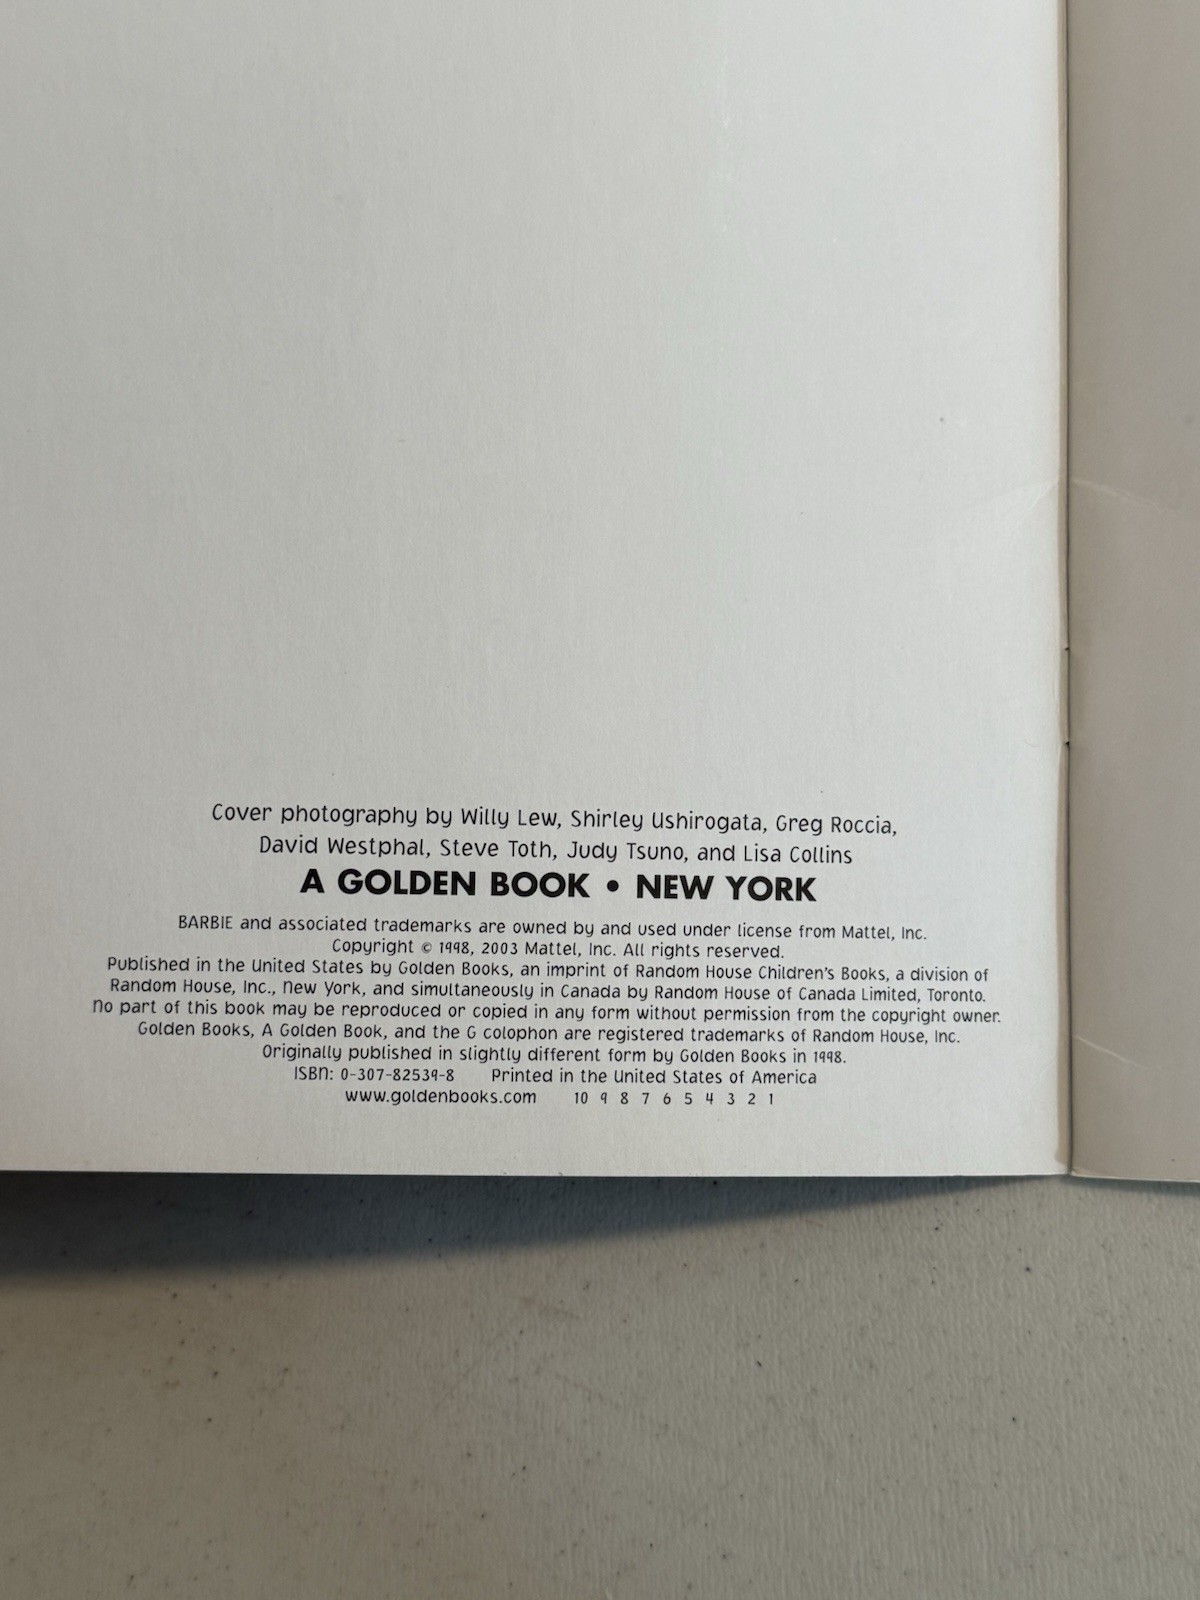 Cover photography by Willy Lew, Shirley Ushirogata, Greg Roccia,
David Westphal, Steve Toth, Judy Tsuno, and Lisa Collins
A GOLDEN BOOK • NEW YORK
BARBIE and associated trademarks are owned by and used under license from Mattel, Inc.
Copyright © 1998, 2003 Mattel, Inc. All rights reserved.
Published in the United States by Golden Books, an imprint of Random House Children's Books, a division of
Random House, Inc., New York, and simultaneously in Canada by Random House of Canada Limited, Toronto.
No part of this book may be reproduced or copied in any form without permission from the copyright owner.
Golden Books, A Golden Book, and the G colophon are registered trademarks of Random House, Inc.
Originally published in slightly different form by Golden Books in 1998.
ISBN: 0-307-82539-8 Printed in the United States of America
www.goldenbooks.com 10 9 8 7 6 5 4 3 2 1